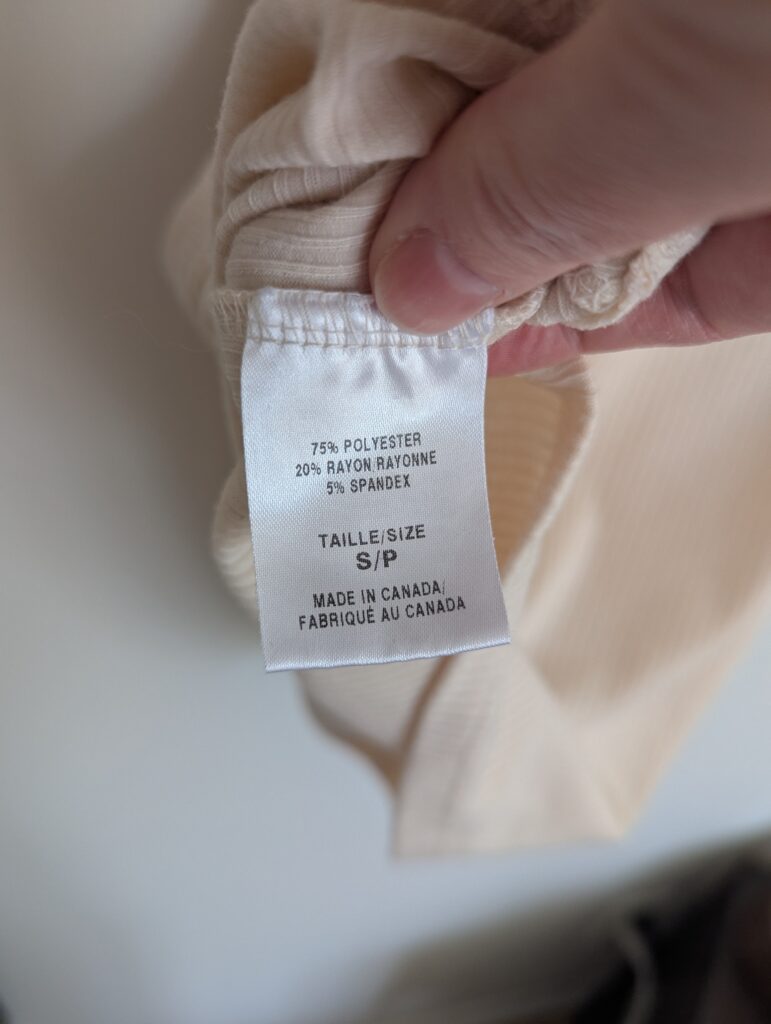 75% POLYESTER
20% RAYON/RAYONNE
5% SPANDEX
TAILLE/SIZE
S/P
MADE IN CANADA/
FABRIQUÉ AU CANADA